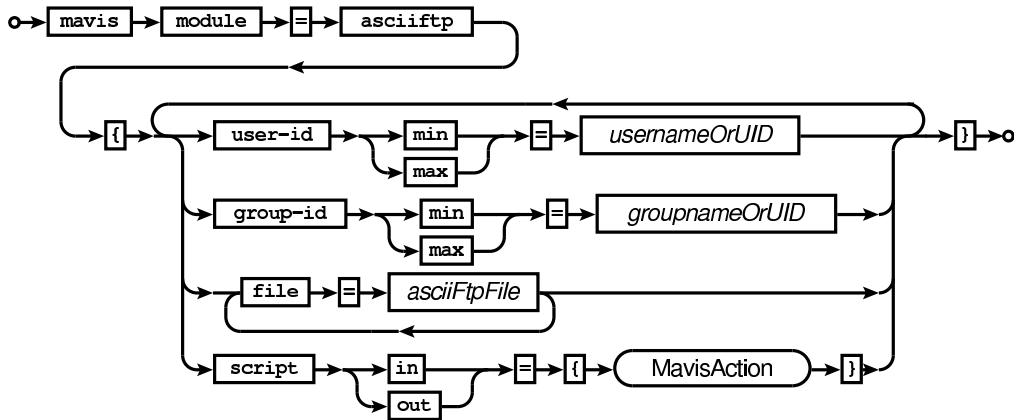 mavis module = asciiftp
{ user-id min = usernameOrUID }
max
group-id min = groupnameOrUID
max
file = asciiFtpFile
script in = { MavisAction }
out